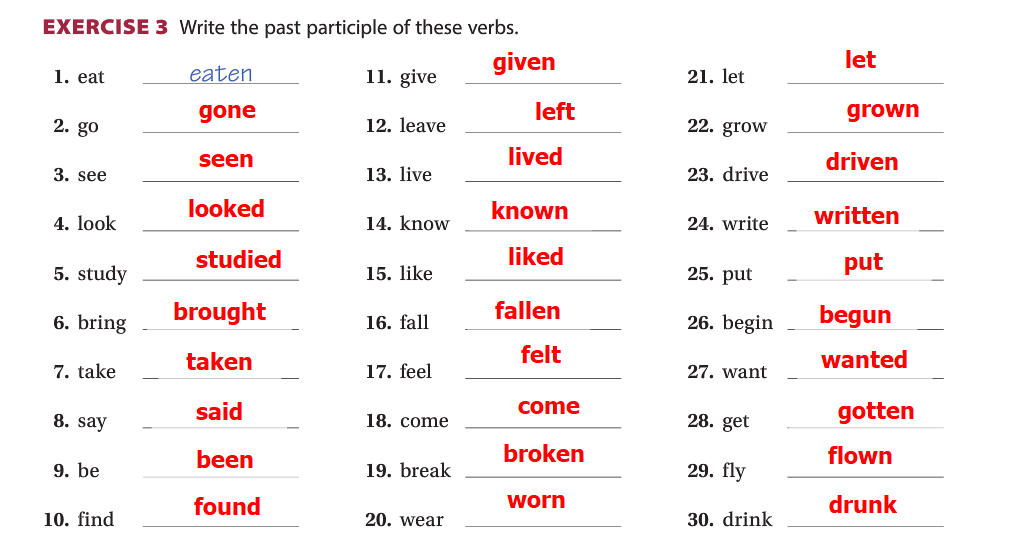 EXERCISE 3 Write the past participle of these verbs.
1. eat eaten
2. go gone
3. see seen
4. look looked
5. study studied
6. bring brought
7. take taken
8. say said
9. be been
10. find found
11. give given
12. leave left
13. live lived
14. know known
15. like liked
16. fall fallen
17. feel felt
18. come come
19. break broken
20. wear worn
21. let let
22. grow grown
23. drive driven
24. write written
25. put put
26. begin begun
27. want wanted
28. get gotten
29. fly flown
30. drink drunk